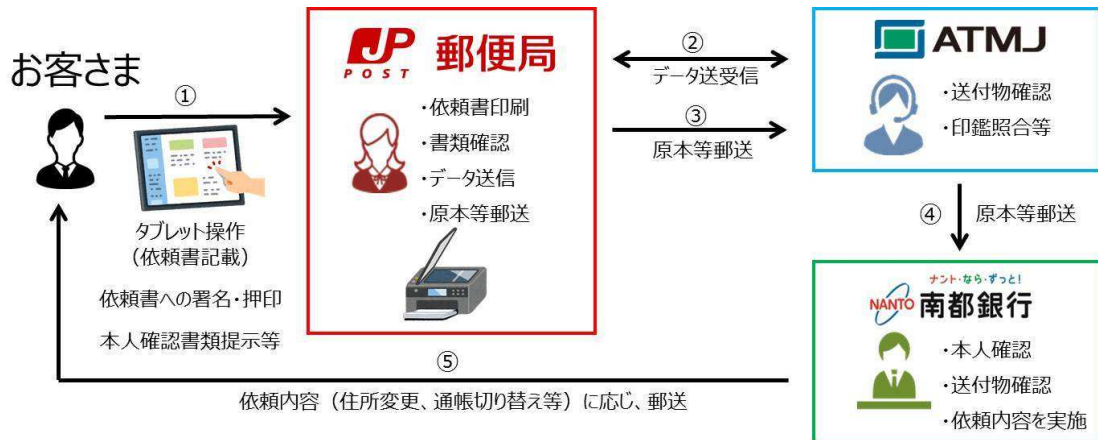 お客さま
①
タブレット操作
（依頼書記載）
依頼書への署名・押印
本人確認書類提示等
JP
POST
郵便局
・依頼書印刷
・書類確認
・データ送信
・原本等郵送
②
データ送受信
③
原本等郵送
ATMJ
・送付物確認
・印鑑照合等
④
原本等郵送
ナント・なら・ずっと！
NANTO 南都銀行
・本人確認
・送付物確認
・依頼内容を実施
⑤
依頼内容（住所変更、通帳切り替え等）に応じ、郵送